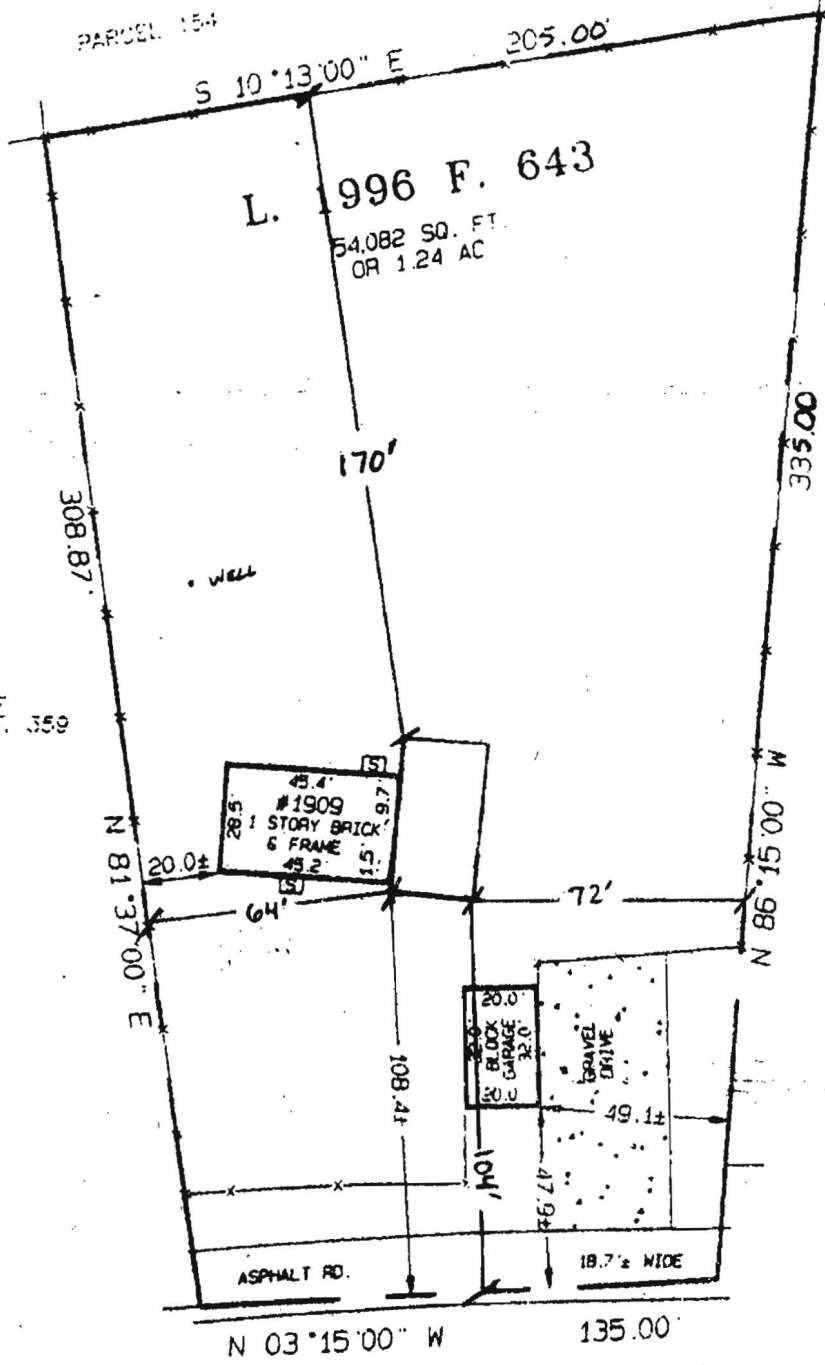 PARCEL 154
S 10°13'00" E
205.00'
L. 1996 F. 643
54,082 SQ. FT.
OR 1.24 AC
170'
335.00
308.87'
. WELL
359
S
45.4'
28.5'
#1909
9.7'
1 STORY BRICK
& FRAME
45.2'
1.5'
S
20.0±
64'
72'
N 81°37'00" E
N 86°15'00" W
20.0'
32.0'
BLOCK
GARAGE
32.0'
20.0
GRAVEL
DRIVE
49.1±
108.4±
104'
47.9±
ASPHALT RD.
18.7'± WIDE
N 03°15'00" W
135.00'